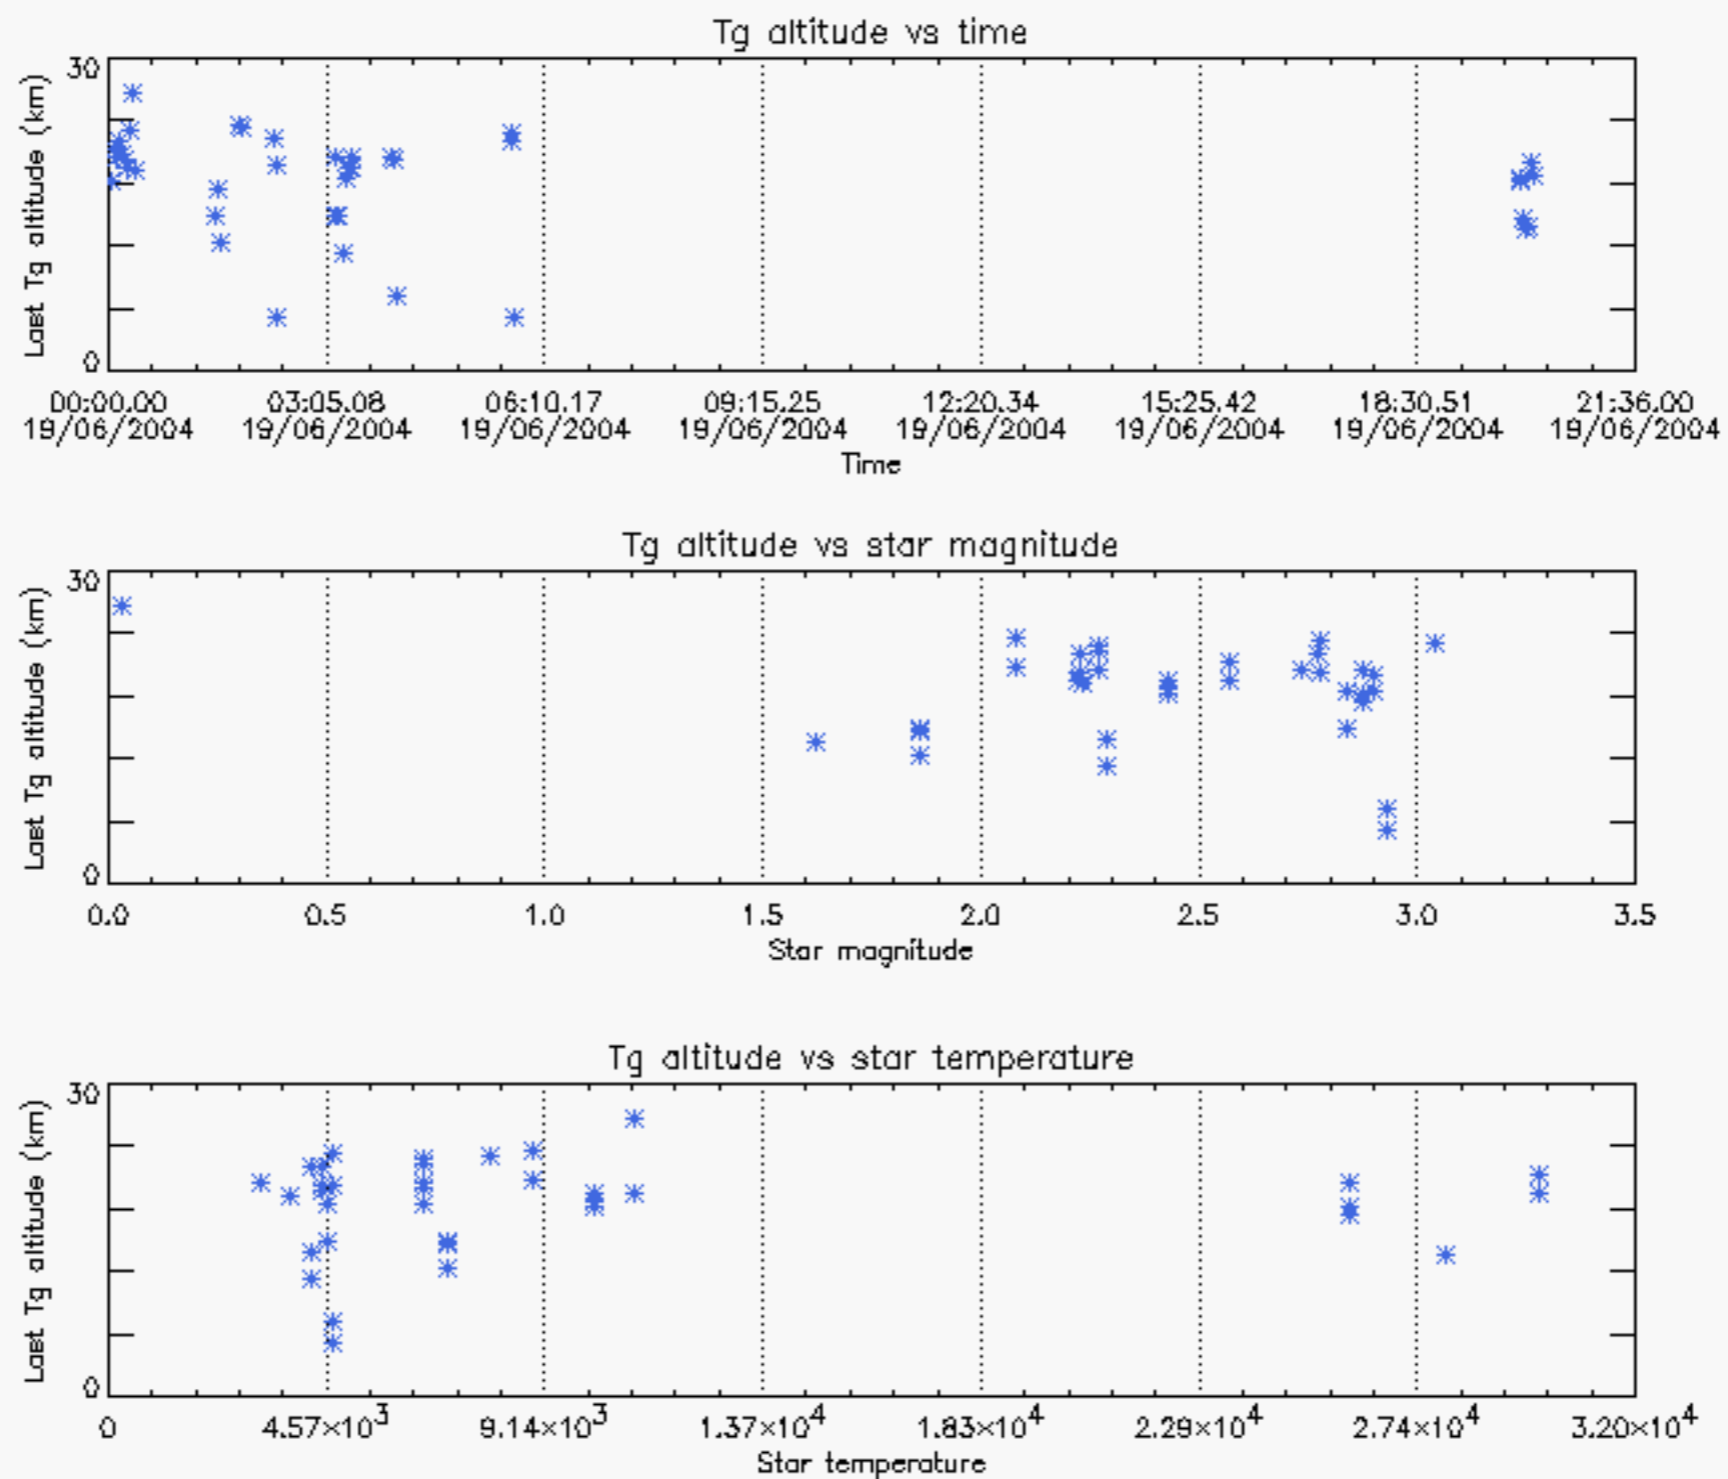 Tg altitude vs time
30
Last Tg altitude (km)
0
00:00.00 03:05.08 06:10.17 09:15.25 12:20.34 15:25.42 18:30.51 21:36.00
19/06/2004 19/06/2004 19/06/2004 19/06/2004 19/06/2004 19/06/2004 19/06/2004 19/06/2004
Time
Tg altitude vs star magnitude
30
Last Tg altitude (km)
0
0.0 0.5 1.0 1.5 2.0 2.5 3.0 3.5
Star magnitude
Tg altitude vs star temperature
30
Last Tg altitude (km)
0
0 4.57×10³ 9.14×10³ 1.37×10⁴ 1.83×10⁴ 2.29×10⁴ 2.74×10⁴ 3.20×10⁴
Star temperature